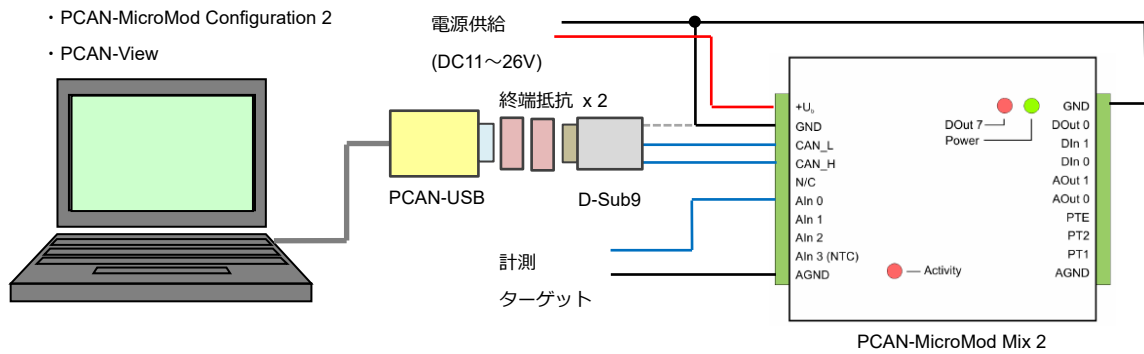 ・PCAN-MicroMod Configuration 2
・PCAN-View
電源供給
(DC11～26V)
終端抵抗 x 2
PCAN-USB
D-Sub9
計測
ターゲット
+Ub
GND
CAN_L
CAN_H
N/C
AIn 0
AIn 1
AIn 2
AIn 3 (NTC)
AGND
DOut 7
Power
Activity
GND
DOut 0
DIn 1
DIn 0
AOut 1
AOut 0
PTE
PT2
PT1
AGND
PCAN-MicroMod Mix 2